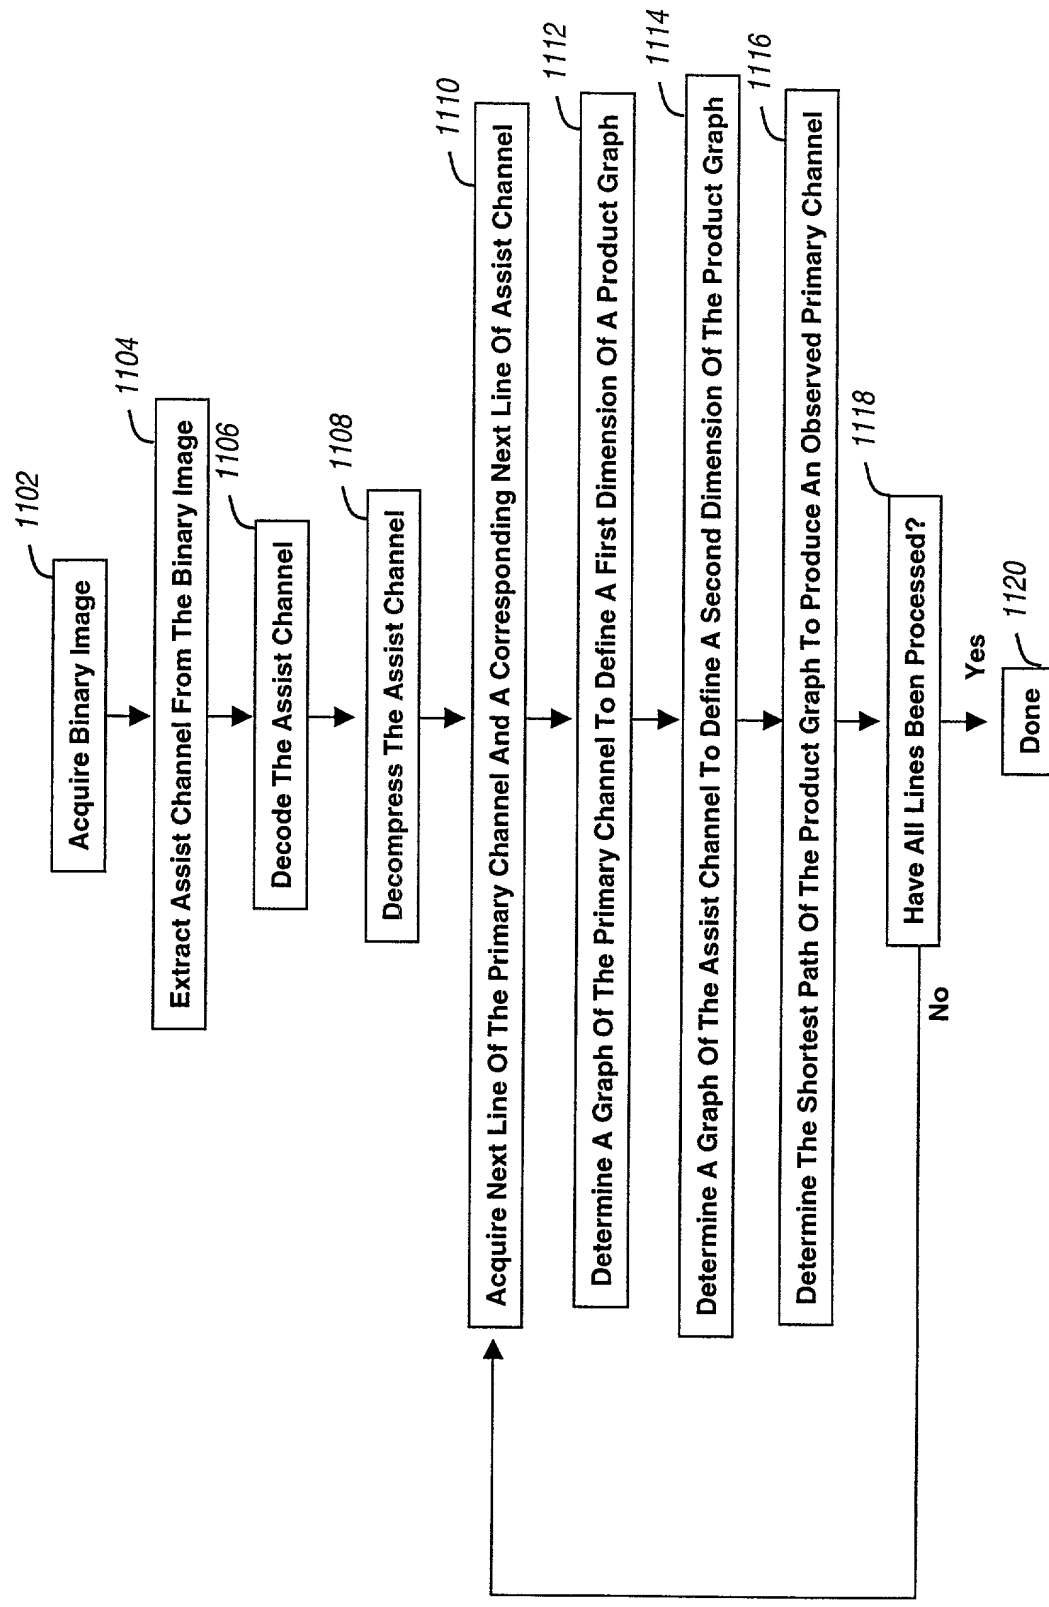 1102
Acquire Binary Image
1104
Extract Assist Channel From The Binary Image
1106
Decode The Assist Channel
1108
Decompress The Assist Channel
1110
Acquire Next Line Of The Primary Channel And A Corresponding Next Line Of Assist Channel
1112
Determine A Graph Of The Primary Channel To Define A First Dimension Of A Product Graph
1114
Determine A Graph Of The Assist Channel To Define A Second Dimension Of The Product Graph
1116
Determine The Shortest Path Of The Product Graph To Produce An Observed Primary Channel
1118
Have All Lines Been Processed?
No
Yes
1120
Done